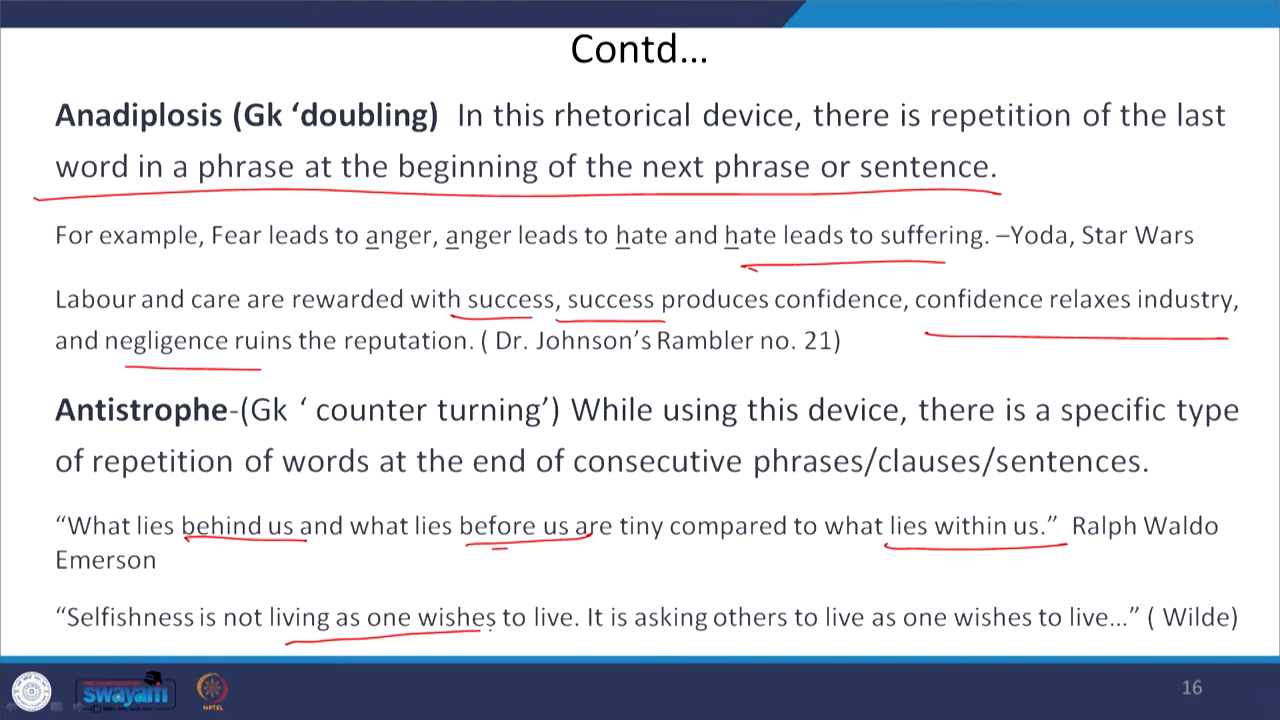 Contd...
Anadiplosis (Gk ‘doubling) In this rhetorical device, there is repetition of the last
word in a phrase at the beginning of the next phrase or sentence.
For example, Fear leads to anger, anger leads to hate and hate leads to suffering. –Yoda, Star Wars
Labour and care are rewarded with success, success produces confidence, confidence relaxes industry,
and negligence ruins the reputation. ( Dr. Johnson’s Rambler no. 21)
Antistrophe-(Gk ‘ counter turning’) While using this device, there is a specific type
of repetition of words at the end of consecutive phrases/clauses/sentences.
“What lies behind us and what lies before us are tiny compared to what lies within us.” Ralph Waldo
Emerson
“Selfishness is not living as one wishes to live. It is asking others to live as one wishes to live...” ( Wilde)
swayam
NPTEL
16